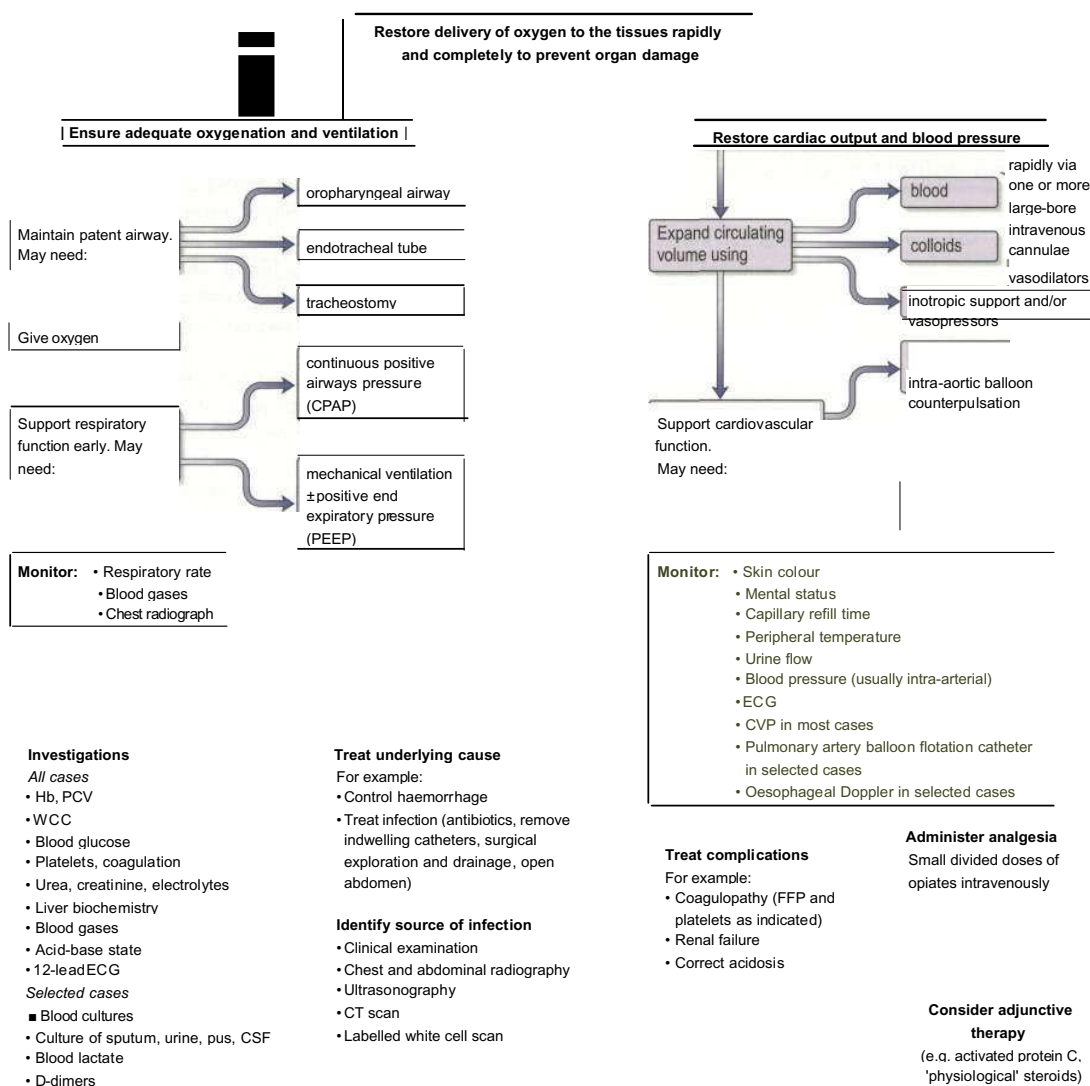 Restore delivery of oxygen to the tissues rapidly
and completely to prevent organ damage
Ensure adequate oxygenation and ventilation
Maintain patent airway.
May need:
oropharyngeal airway
endotracheal tube
tracheostomy
Give oxygen
Support respiratory
function early. May
need:
continuous positive
airways pressure
(CPAP)
mechanical ventilation
±positive end
expiratory pressure
(PEEP)
Monitor: • Respiratory rate
• Blood gases
• Chest radiograph
Restore cardiac output and blood pressure
Expand circulating
volume using
blood
colloids
rapidly via
one or more
large-bore
intravenous
cannulae
vasodilators
inotropic support and/or
vasopressors
intra-aortic balloon
counterpulsation
Support cardiovascular
function.
May need:
Monitor: • Skin colour
• Mental status
• Capillary refill time
• Peripheral temperature
• Urine flow
• Blood pressure (usually intra-arterial)
• ECG
• CVP in most cases
• Pulmonary artery balloon flotation catheter
in selected cases
• Oesophageal Doppler in selected cases
Investigations
All cases
• Hb, PCV
• WCC
• Blood glucose
• Platelets, coagulation
• Urea, creatinine, electrolytes
• Liver biochemistry
• Blood gases
• Acid-base state
• 12-leadECG
Selected cases
■ Blood cultures
• Culture of sputum, urine, pus, CSF
• Blood lactate
• D-dimers
Treat underlying cause
For example:
• Control haemorrhage
• Treat infection (antibiotics, remove
indwelling catheters, surgical
exploration and drainage, open
abdomen)
Identify source of infection
• Clinical examination
• Chest and abdominal radiography
• Ultrasonography
• CT scan
• Labelled white cell scan
Treat complications
For example:
• Coagulopathy (FFP and
platelets as indicated)
• Renal failure
• Correct acidosis
Administer analgesia
Small divided doses of
opiates intravenously
Consider adjunctive
therapy
(e.g. activated protein C,
'physiological' steroids)